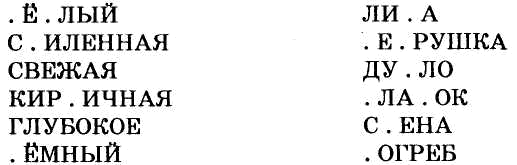 . Ё . ЛЫЙ ЛИ . А
С . ИЛЕННАЯ . Е . РУШКА
СВЕЖАЯ ДУ . ЛО
КИР . ИЧНАЯ . ЛА . ОК
ГЛУБОКОЕ С . ЕНА
. ЁМНЫЙ . ОГРЕБ